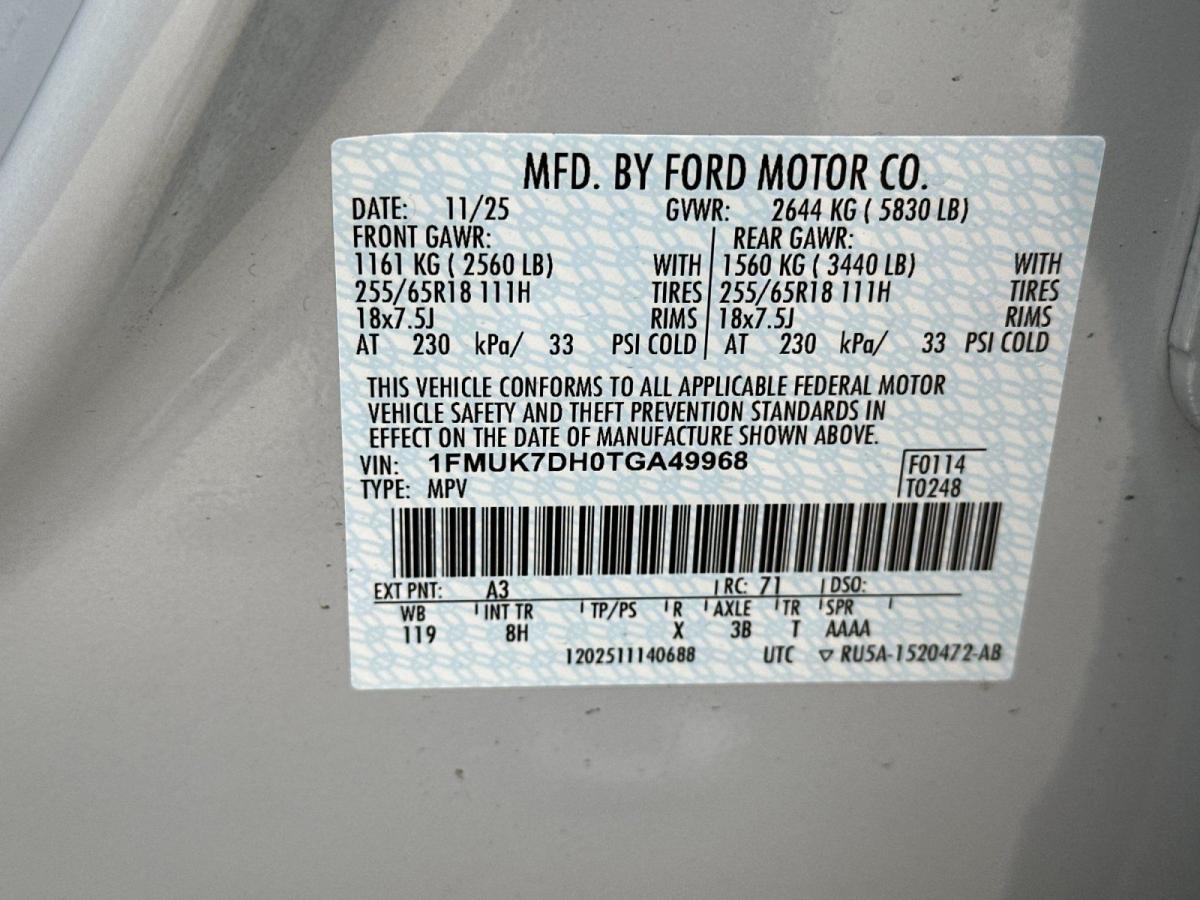 MFD. BY FORD MOTOR CO.
DATE: 11/25 GVWR: 2644 KG ( 5830 LB)
FRONT GAWR: REAR GAWR:
1161 KG ( 2560 LB) WITH 1560 KG ( 3440 LB) WITH
255/65R18 111H TIRES 255/65R18 111H TIRES
18x7.5J RIMS 18x7.5J RIMS
AT 230 kPa/ 33 PSI COLD AT 230 kPa/ 33 PSI COLD
THIS VEHICLE CONFORMS TO ALL APPLICABLE FEDERAL MOTOR
VEHICLE SAFETY AND THEFT PREVENTION STANDARDS IN
EFFECT ON THE DATE OF MANUFACTURE SHOWN ABOVE.
VIN: 1FMUK7DH0TGA49968 F0114
TYPE: MPV T0248
EXT PNT: A3 RC: 71 DSO:
WB INT TR TP/PS R AXLE TR SPR
119 8H X 3B T AAAA
1202511140688 UTC ▽ RU5A-1520472-AB